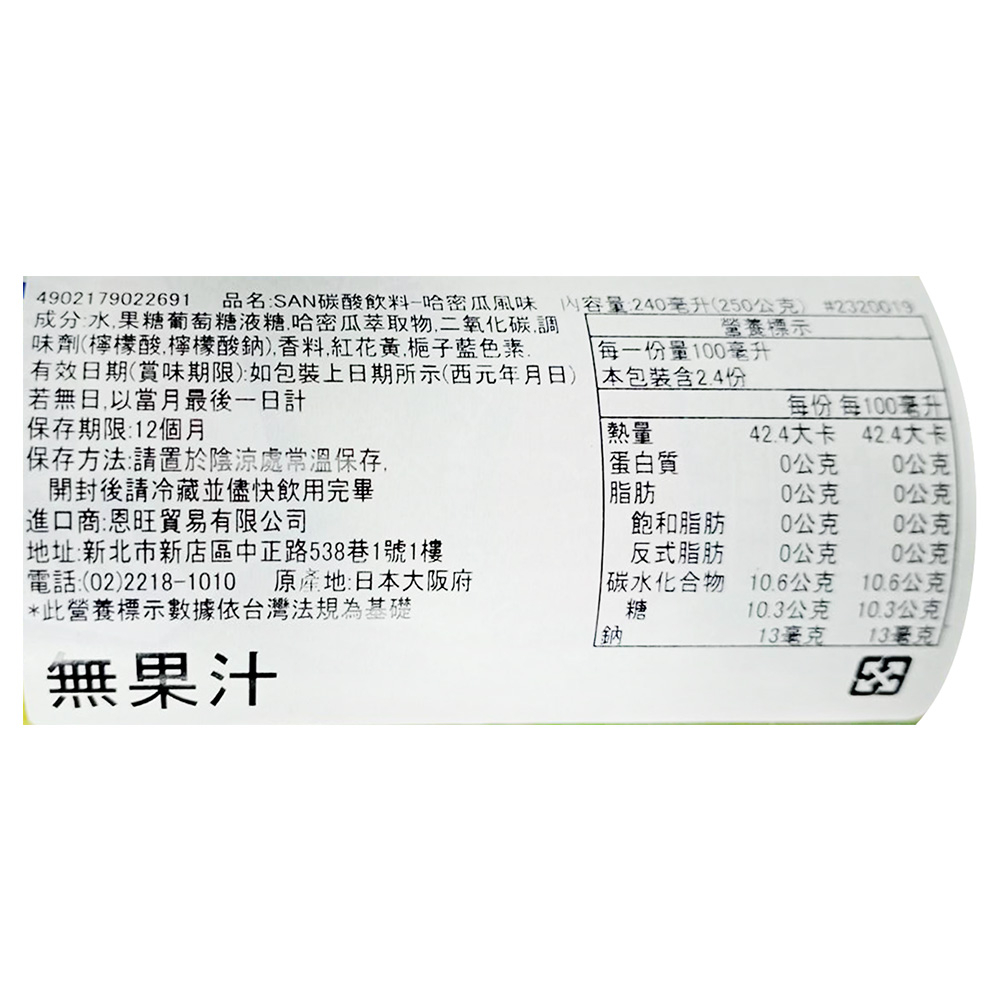 4902179022691 品名:SAN碳酸飲料-哈密瓜風味 內容量:240毫升(250公克) #2320019
成分:水,果糖葡萄糖液糖,哈密瓜萃取物,二氧化碳,調
味劑(檸檬酸,檸檬酸鈉),香料,紅花黃,梔子藍色素.
有效日期(賞味期限):如包裝上日期所示(西元年月日)
若無日,以當月最後一日計
保存期限:12個月
保存方法:請置於陰涼處常溫保存,
開封後請冷藏並儘快飲用完畢
進口商:恩旺貿易有限公司
地址:新北市新店區中正路538巷1號1樓
電話:(02)2218-1010 原產地:日本大阪府
*此營養標示數據依台灣法規為基礎
無果汁
營養標示
每一份量100毫升
本包裝含2.4份
每份 每100毫升
熱量 42.4大卡 42.4大卡
蛋白質 0公克 0公克
脂肪 0公克 0公克
飽和脂肪 0公克 0公克
反式脂肪 0公克 0公克
碳水化合物 10.6公克 10.6公克
糖 10.3公克 10.3公克
鈉 13毫克 13毫克